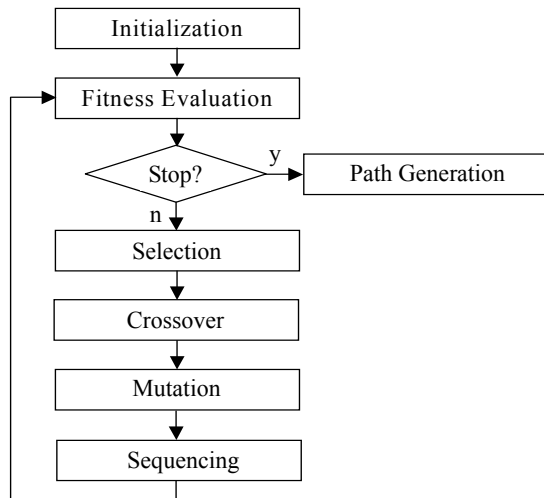 Initialization
Fitness Evaluation
y
Stop?
Path Generation
n
Selection
Crossover
Mutation
Sequencing